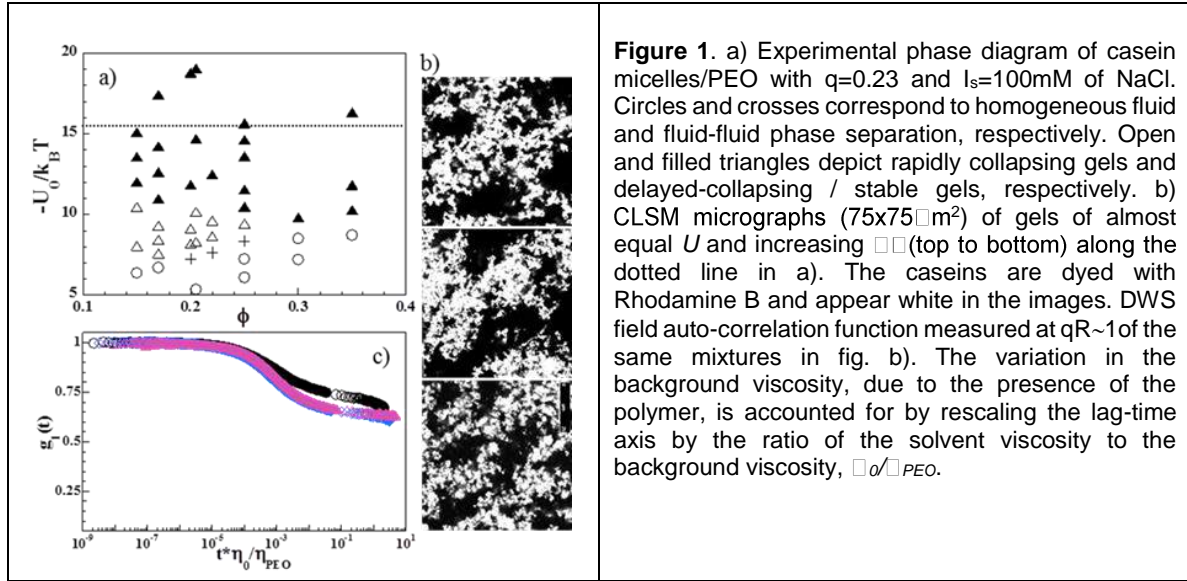 20
a)
b)
15
-U₀/k_BT
10
5
0.1
0.2
0.3
0.4
ϕ
1
c)
0.75
g₁(t)
0.5
0.25
10⁻⁹
10⁻⁷
10⁻⁵
10⁻³
10⁻¹
10¹
t*η₀/η_PEO
Figure 1. a) Experimental phase diagram of casein
micelles/PEO with q=0.23 and Iₛ=100mM of NaCl.
Circles and crosses correspond to homogeneous fluid
and fluid-fluid phase separation, respectively. Open
and filled triangles depict rapidly collapsing gels and
delayed-collapsing / stable gels, respectively. b)
CLSM micrographs (75x75□m²) of gels of almost
equal U and increasing □□(top to bottom) along the
dotted line in a). The caseins are dyed with
Rhodamine B and appear white in the images. DWS
field auto-correlation function measured at qR~1of the
same mixtures in fig. b). The variation in the
background viscosity, due to the presence of the
polymer, is accounted for by rescaling the lag-time
axis by the ratio of the solvent viscosity to the
background viscosity, □₀/□PEO.